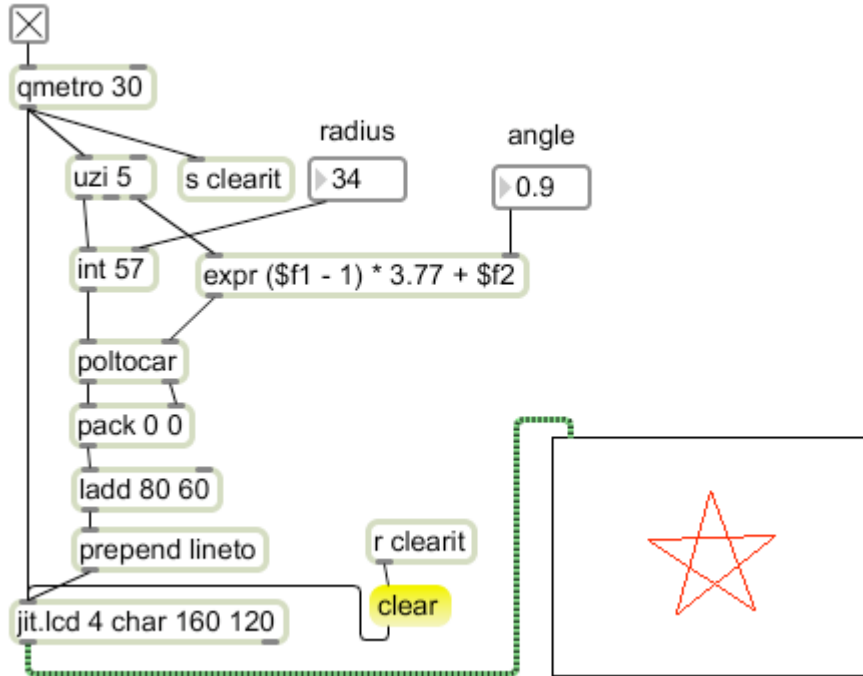 qmetro 30
radius
angle
uzi 5
s clearit
34
0.9
int 57
expr ($f1 - 1) * 3.77 + $f2
poltocar
pack 0 0
ladd 80 60
prepend lineto
r clearit
clear
jit.lcd 4 char 160 120